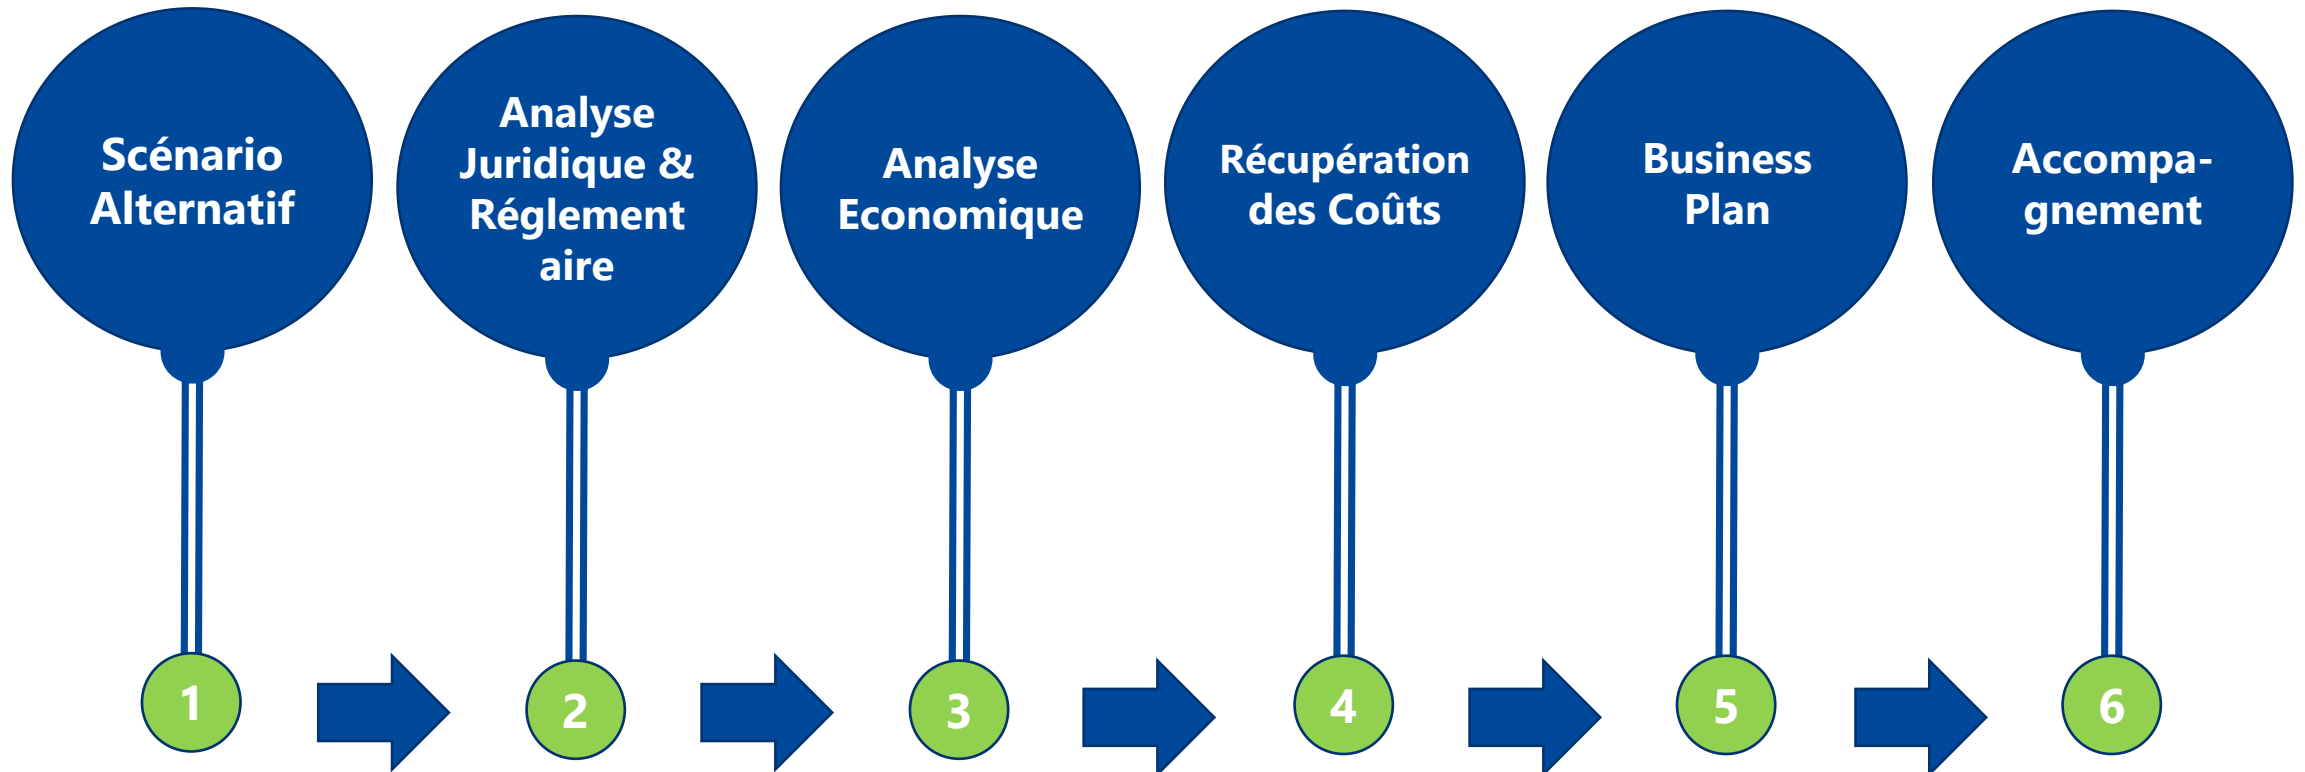 Scénario
Alternatif
Analyse
Juridique &
Réglement
aire
Analyse
Economique
Récupération
des Coûts
Business
Plan
Accompa-
gnement
1
2
3
4
5
6